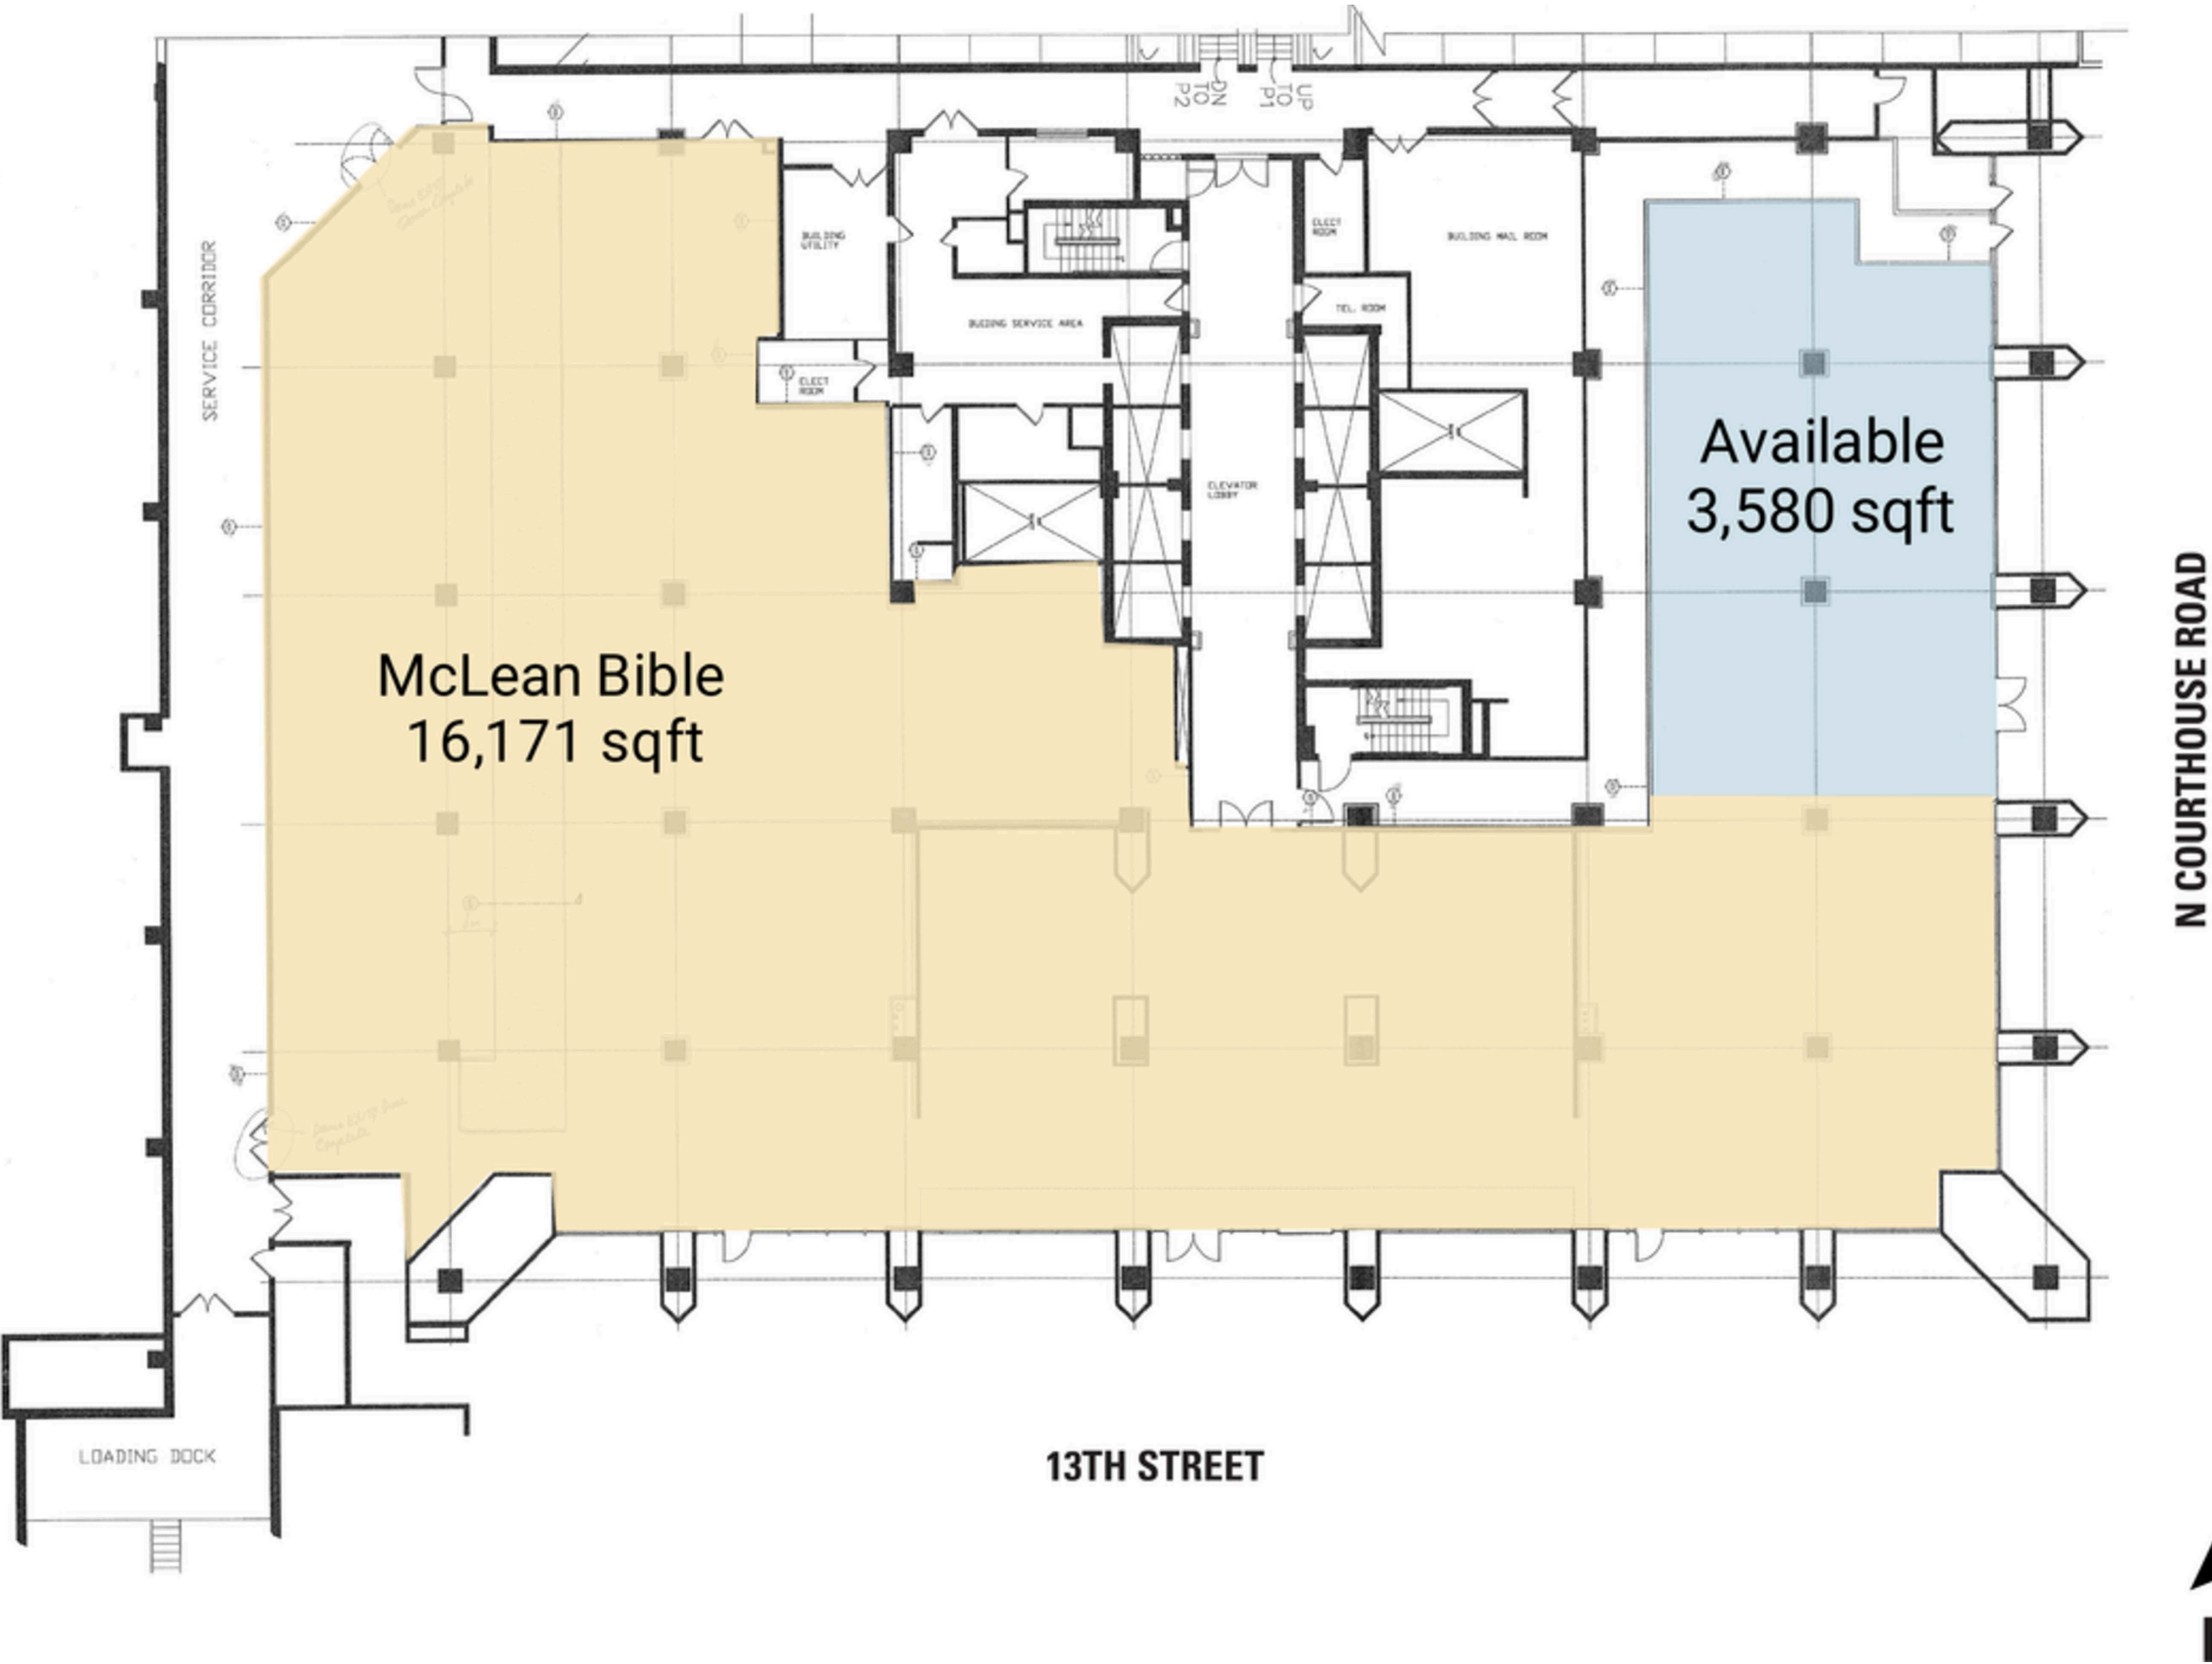 DN
TO
P2
UP
TO
P1
SERVICE CORRIDOR
BUILDING
UTILITY
ELECT
ROOM
BUILDING MAIL ROOM
BUIDING SERVICE AREA
TEL. ROOM
ELECT
ROOM
Available
3,580 sqft
ELEVATOR
LOBBY
McLean Bible
16,171 sqft
N COURTHOUSE ROAD
LOADING DOCK
13TH STREET